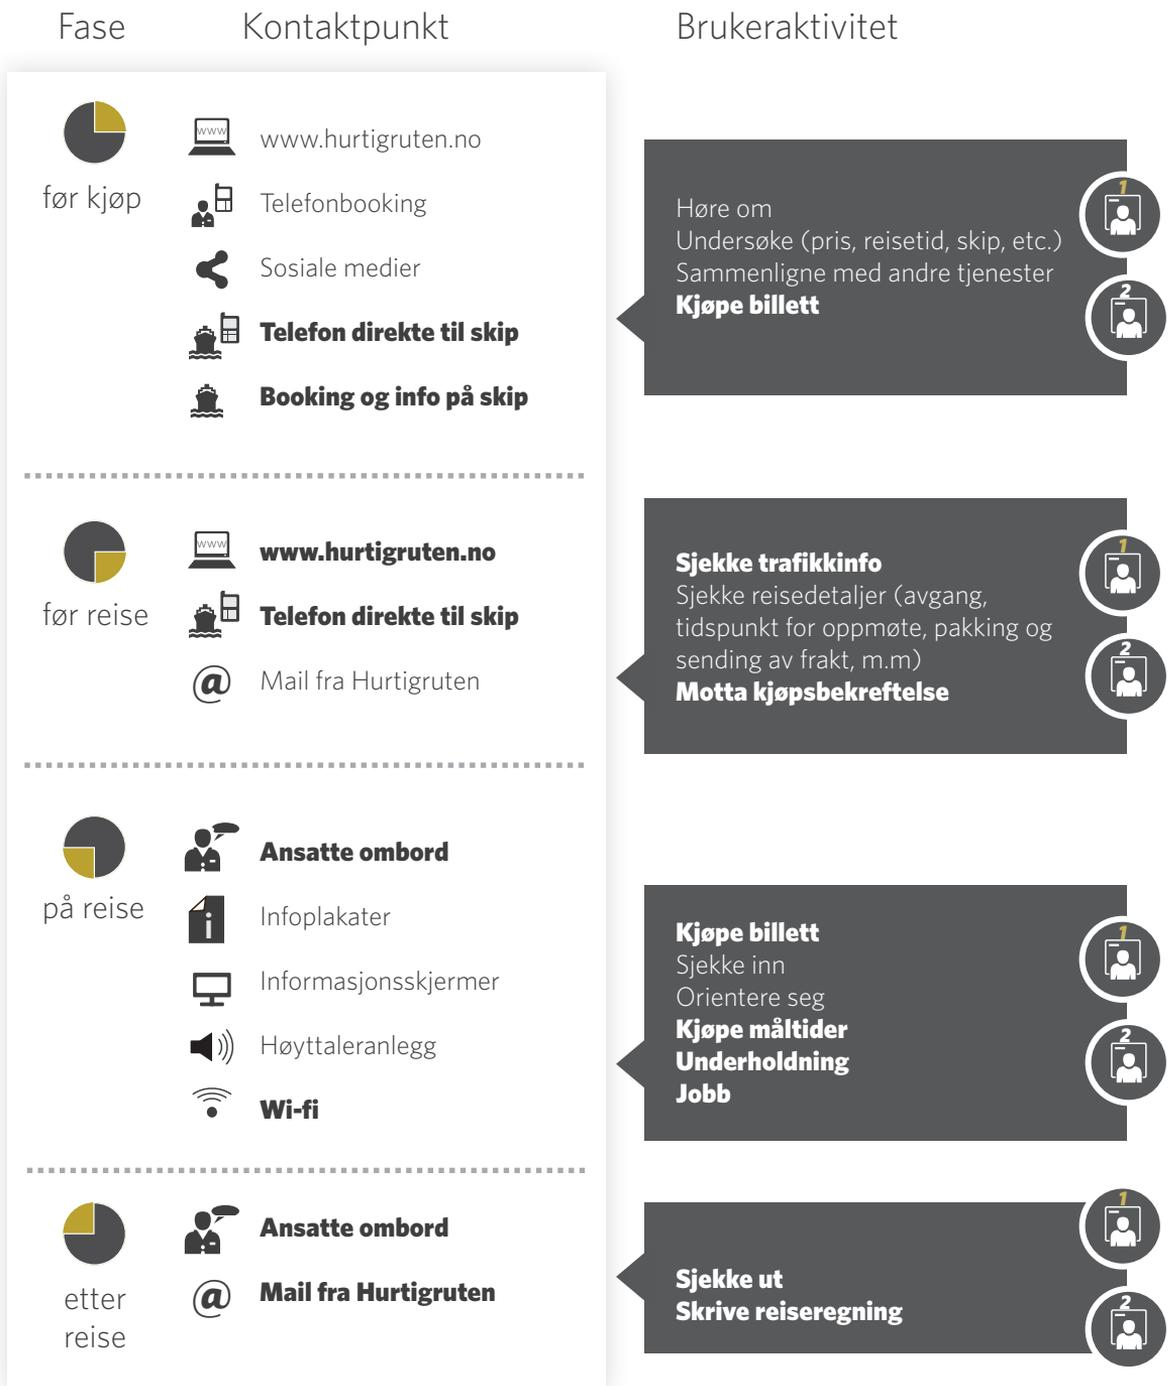 Fase
Kontaktpunkt
Brukeraktivitet
før kjøp
www
www.hurtigruten.no
Telefonbooking
Sosiale medier
Telefon direkte til skip
Booking og info på skip
Høre om
Undersøke (pris, reisetid, skip, etc.)
Sammenligne med andre tjenester
Kjøpe billett
1
2
før reise
www
www.hurtigruten.no
Telefon direkte til skip
@
Mail fra Hurtigruten
Sjekke trafikkinfo
Sjekke reisedetaljer (avgang,
tidspunkt for oppmøte, pakking og
sending av frakt, m.m)
Motta kjøpsbekreftelse
1
2
på reise
Ansatte ombord
i
Infoplakater
Informasjonsskjermer
Høyttaleranlegg
Wi-fi
Kjøpe billett
Sjekke inn
Orientere seg
Kjøpe måltider
Underholdning
Jobb
1
2
etter
reise
Ansatte ombord
@
Mail fra Hurtigruten
Sjekke ut
Skrive reiseregning
1
2